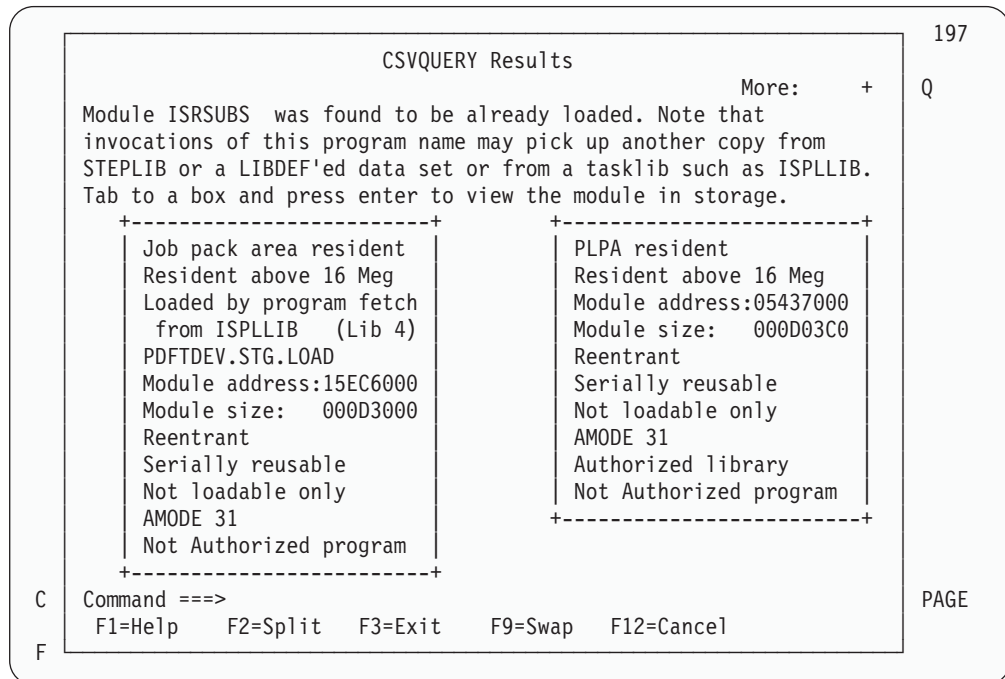 197
CSVQUERY Results
More:     +   Q
Module ISRSUBS  was found to be already loaded. Note that
invocations of this program name may pick up another copy from
STEPLIB or a LIBDEF'ed data set or from a tasklib such as ISPLLIB.
Tab to a box and press enter to view the module in storage.
+-------------------------+         +-------------------------+
| Job pack area resident  |         | PLPA resident           |
| Resident above 16 Meg   |         | Resident above 16 Meg   |
| Loaded by program fetch |         | Module address:05437000 |
|  from ISPLLIB   (Lib 4) |         | Module size:   000D03C0 |
| PDFTDEV.STG.LOAD        |         | Reentrant               |
| Module address:15EC6000 |         | Serially reusable       |
| Module size:   000D3000 |         | Not loadable only       |
| Reentrant               |         | AMODE 31                |
| Serially reusable       |         | Authorized library      |
| Not loadable only       |         | Not Authorized program  |
| AMODE 31                |         +-------------------------+
| Not Authorized program  |
+-------------------------+
C   Command ===>   PAGE
F1=Help     F2=Split    F3=Exit     F9=Swap    F12=Cancel
F